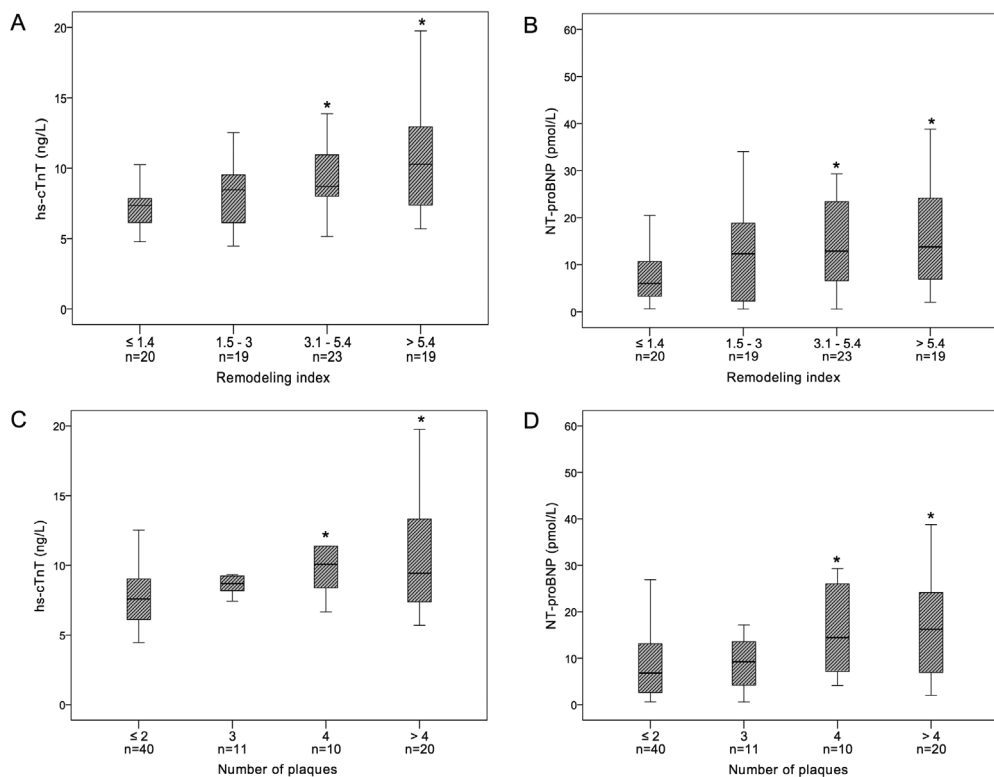 A
hs-cTnT (ng/L)
20
15
10
5
0
*
*
≤ 1.4 1.5 - 3 3.1 - 5.4 > 5.4
n=20 n=19 n=23 n=19
Remodeling index
B
NT-proBNP (pmol/L)
60
50
40
30
20
10
0
*
*
≤ 1.4 1.5 - 3 3.1 - 5.4 > 5.4
n=20 n=19 n=23 n=19
Remodeling index
C
hs-cTnT (ng/L)
20
15
10
5
0
*
*
≤ 2 3 4 > 4
n=40 n=11 n=10 n=20
Number of plaques
D
NT-proBNP (pmol/L)
60
50
40
30
20
10
0
*
*
≤ 2 3 4 > 4
n=40 n=11 n=10 n=20
Number of plaques